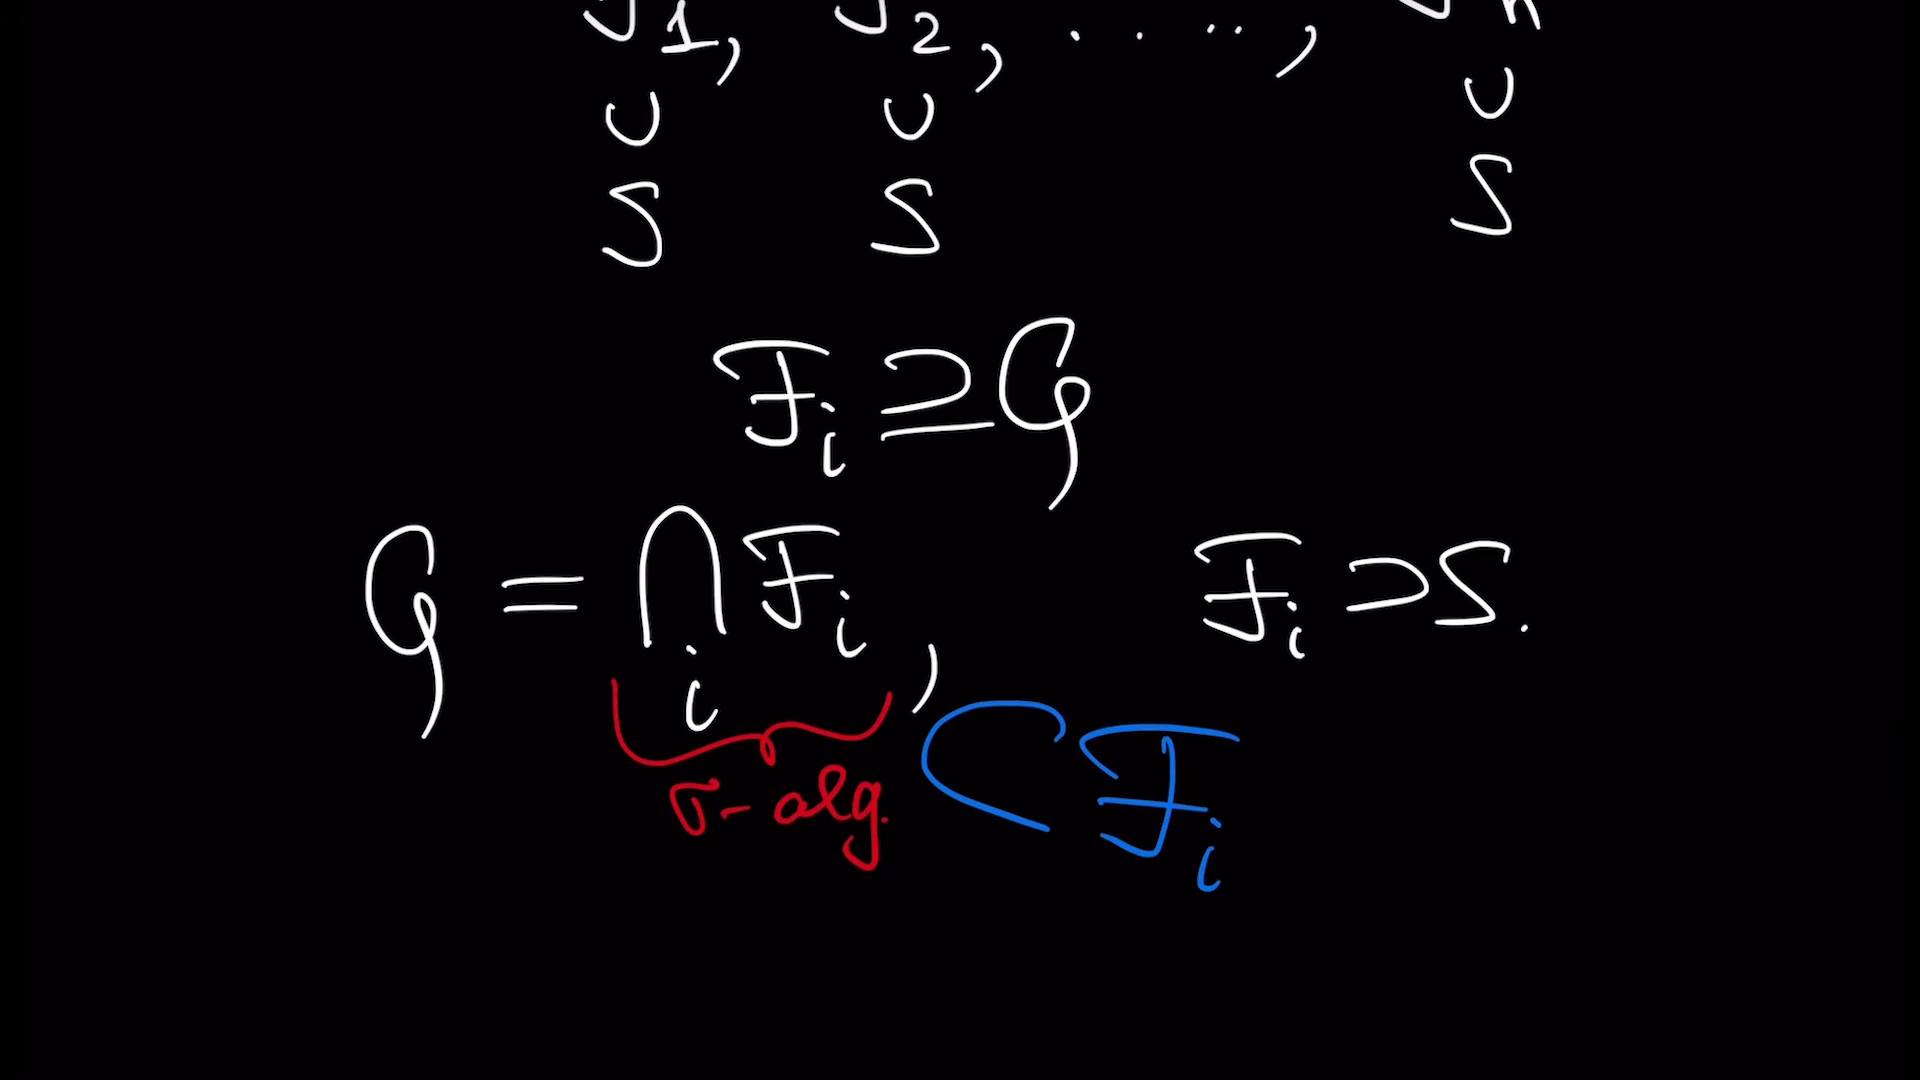 ℱ₁, ℱ₂, ....., ℱₙ
∪ ∪ ∪
S S S
ℱᵢ ⊇ G
G = ⋂ᵢ ℱᵢ, ℱᵢ ⊃ S.
σ-alg. ⊂ ℱᵢ